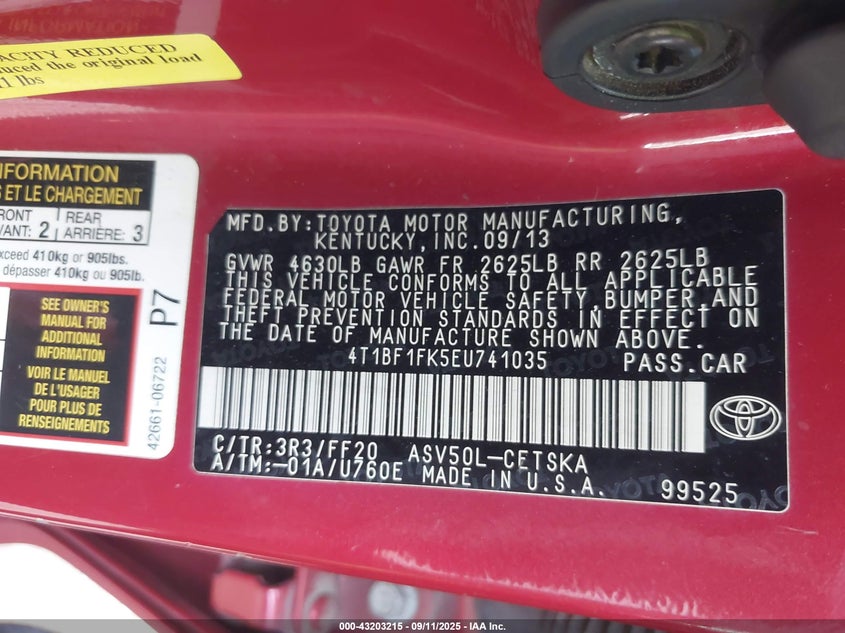 ACITY REDUCED
duced the original load
1 lbs
INFORMATION
ET LE CHARGEMENT
FRONT
REAR
2
ARRIÈRE: 3
exceed 410kg or 905lbs.
dépasser 410kg ou 905lb.
SEE OWNER'S
MANUAL FOR
ADDITIONAL
INFORMATION
VOIR LE MANUEL
DE L'USAGER
POUR PLUS DE
RENSEIGNEMENTS
P7
42661-06722
MFD.BY:TOYOTA MOTOR MANUFACTURING,
KENTUCKY,INC.09/13
GVWR 4630LB GAWR FR 2625LB RR 2625LB
THIS VEHICLE CONFORMS TO ALL APPLICABLE
FEDERAL MOTOR VEHICLE SAFETY,BUMPER,AND
THEFT PREVENTION STANDARDS IN EFFECT ON
THE DATE OF MANUFACTURE SHOWN ABOVE.
4T1BF1FK5EU741035 PASS.CAR
C/TR:3R3/FF20 ASV50L-CETSKA
A/TM:-01A/U760E MADE IN U.S.A. 99525
000-43203215 - 09/11/2025 - IAA Inc.